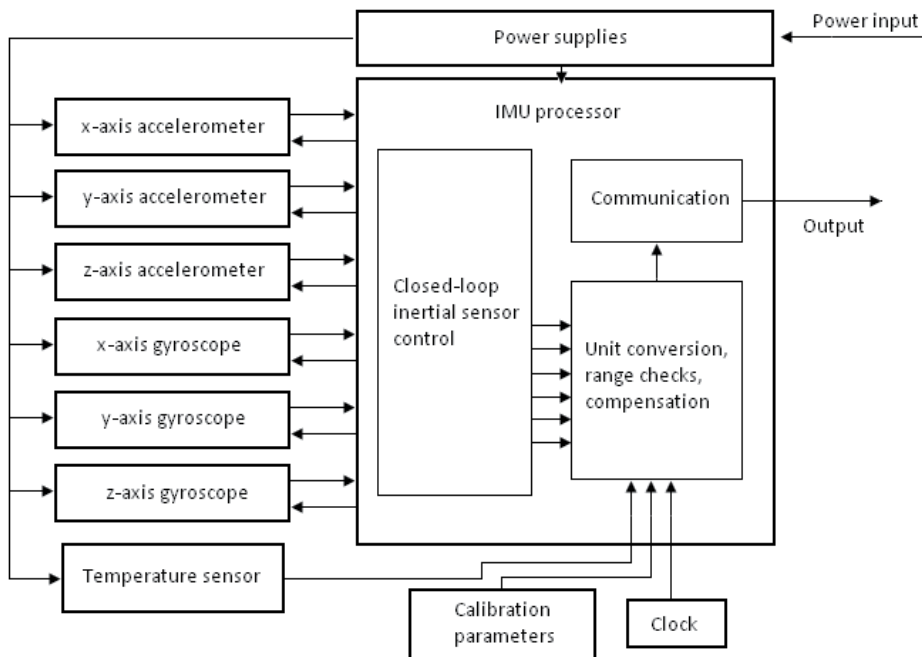 Power supplies
Power input
IMU processor
x-axis accelerometer
y-axis accelerometer
z-axis accelerometer
x-axis gyroscope
y-axis gyroscope
z-axis gyroscope
Temperature sensor
Closed-loop
inertial sensor
control
Communication
Output
Unit conversion,
range checks,
compensation
Calibration
parameters
Clock